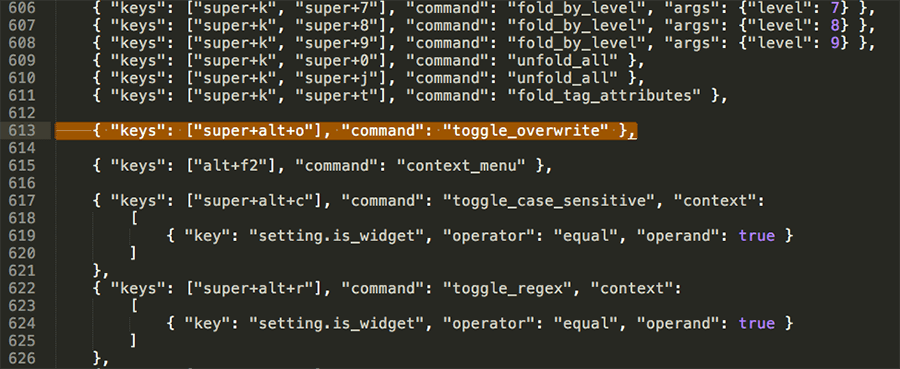 606 { "keys": ["super+k", "super+7"], "command": "fold_by_level", "args": {"level": 7} },
607 { "keys": ["super+k", "super+8"], "command": "fold_by_level", "args": {"level": 8} },
608 { "keys": ["super+k", "super+9"], "command": "fold_by_level", "args": {"level": 9} },
609 { "keys": ["super+k", "super+0"], "command": "unfold_all" },
610 { "keys": ["super+k", "super+j"], "command": "unfold_all" },
611 { "keys": ["super+k", "super+t"], "command": "fold_tag_attributes" },
612
613 { "keys": ["super+alt+o"], "command": "toggle_overwrite" },
614
615 { "keys": ["alt+f2"], "command": "context_menu" },
616
617 { "keys": ["super+alt+c"], "command": "toggle_case_sensitive", "context":
618 [
619 { "key": "setting.is_widget", "operator": "equal", "operand": true }
620 ]
621 },
622 { "keys": ["super+alt+r"], "command": "toggle_regex", "context":
623 [
624 { "key": "setting.is_widget", "operator": "equal", "operand": true }
625 ]
626 },